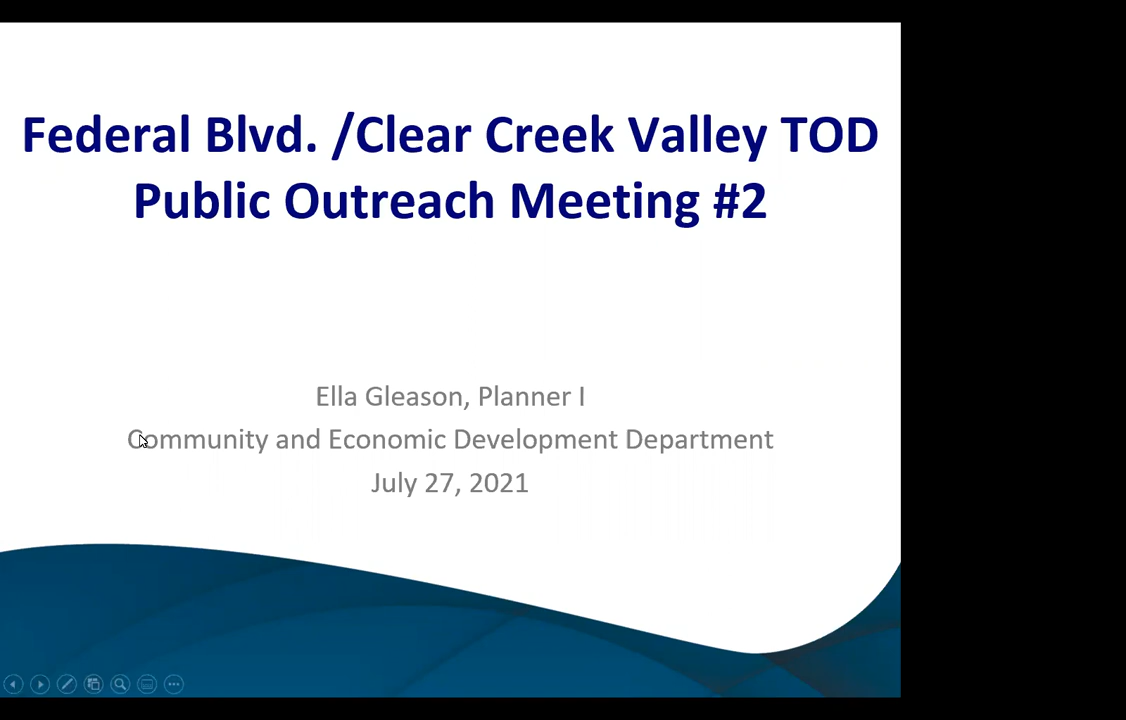 Federal Blvd. /Clear Creek Valley TOD
Public Outreach Meeting #2
Ella Gleason, Planner I
Community and Economic Development Department
July 27, 2021